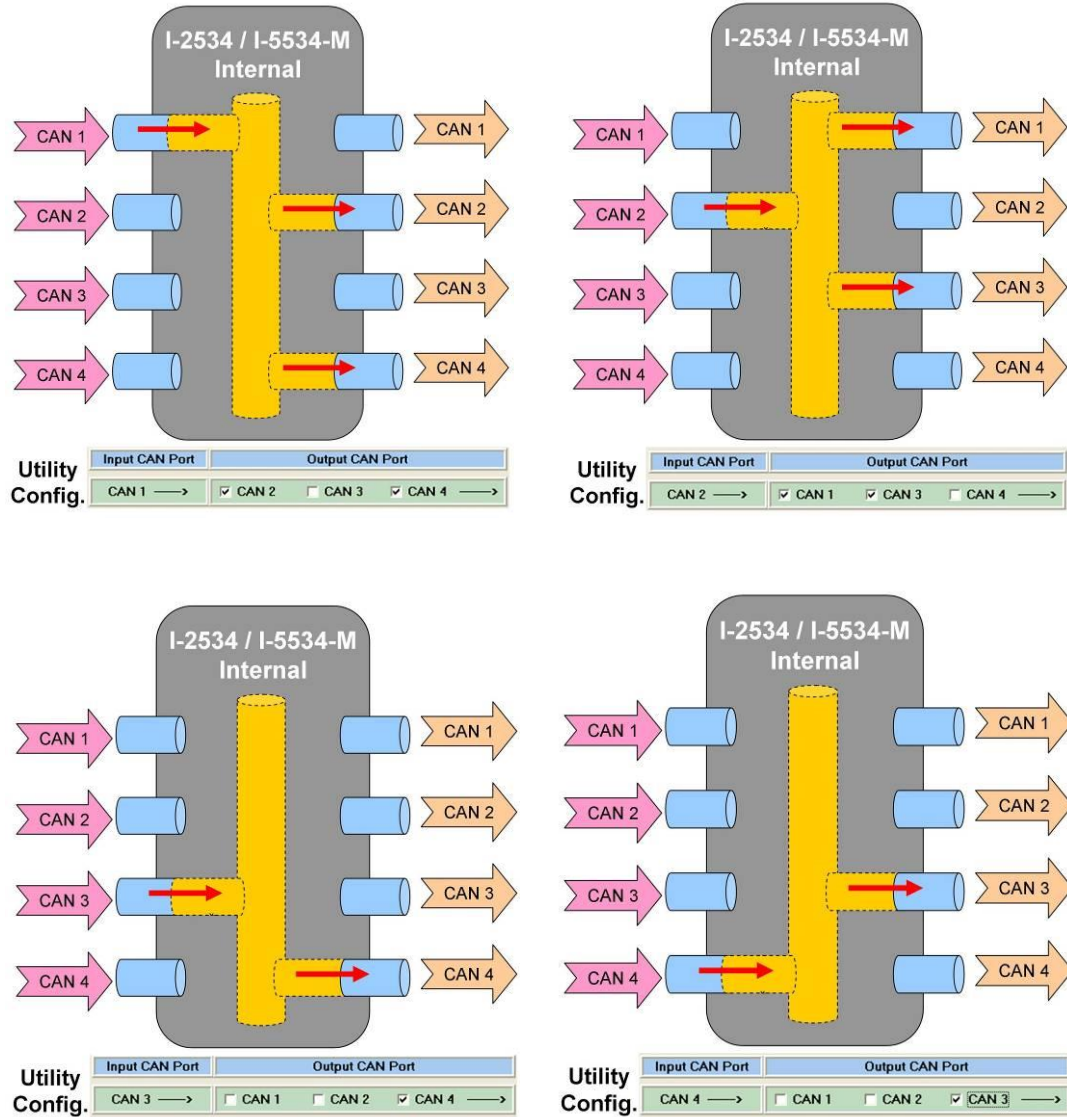 I-2534 / I-5534-M
Internal
CAN 1
CAN 1
CAN 2
CAN 2
CAN 3
CAN 3
CAN 4
CAN 4
Utility
Config.
Input CAN Port
Output CAN Port
CAN 1
CAN 2
CAN 3
CAN 4
I-2534 / I-5534-M
Internal
CAN 1
CAN 1
CAN 2
CAN 2
CAN 3
CAN 3
CAN 4
CAN 4
Utility
Config.
Input CAN Port
Output CAN Port
CAN 2
CAN 1
CAN 3
CAN 4
I-2534 / I-5534-M
Internal
CAN 1
CAN 1
CAN 2
CAN 2
CAN 3
CAN 3
CAN 4
CAN 4
Utility
Config.
Input CAN Port
Output CAN Port
CAN 3
CAN 1
CAN 2
CAN 4
I-2534 / I-5534-M
Internal
CAN 1
CAN 1
CAN 2
CAN 2
CAN 3
CAN 3
CAN 4
CAN 4
Utility
Config.
Input CAN Port
Output CAN Port
CAN 4
CAN 1
CAN 2
CAN 3